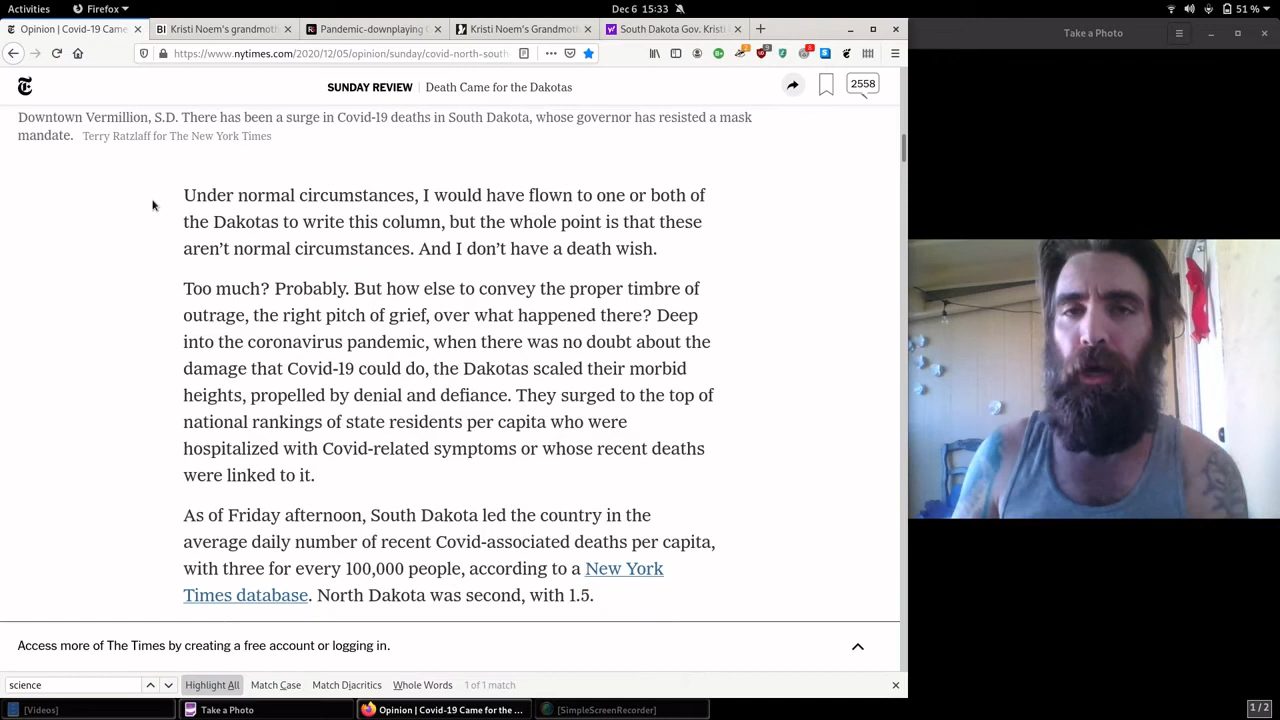 Activities
Firefox
Dec 6 15:33
51 %
Opinion | Covid-19 Came
Kristi Noem's grandmoth
Pandemic-downplaying
Kristi Noem's Grandmot
South Dakota Gov. Kristi
Take a Photo
https://www.nytimes.com/2020/12/05/opinion/sunday/covid-north-south-
SUNDAY REVIEW | Death Came for the Dakotas
2558
Downtown Vermillion, S.D. There has been a surge in Covid-19 deaths in South Dakota, whose governor has resisted a mask
mandate. Terry Ratzlaff for The New York Times
Under normal circumstances, I would have flown to one or both of
the Dakotas to write this column, but the whole point is that these
aren't normal circumstances. And I don't have a death wish.
Too much? Probably. But how else to convey the proper timbre of
outrage, the right pitch of grief, over what happened there? Deep
into the coronavirus pandemic, when there was no doubt about the
damage that Covid-19 could do, the Dakotas scaled their morbid
heights, propelled by denial and defiance. They surged to the top of
national rankings of state residents per capita who were
hospitalized with Covid-related symptoms or whose recent deaths
were linked to it.
As of Friday afternoon, South Dakota led the country in the
average daily number of recent Covid-associated deaths per capita,
with three for every 100,000 people, according to a New York
Times database. North Dakota was second, with 1.5.
Access more of The Times by creating a free account or logging in.
science
Highlight All
Match Case
Match Diacritics
Whole Words
1 of 1 match
[Videos]
Take a Photo
Opinion | Covid-19 Came for the ...
[SimpleScreenRecorder]
1/2